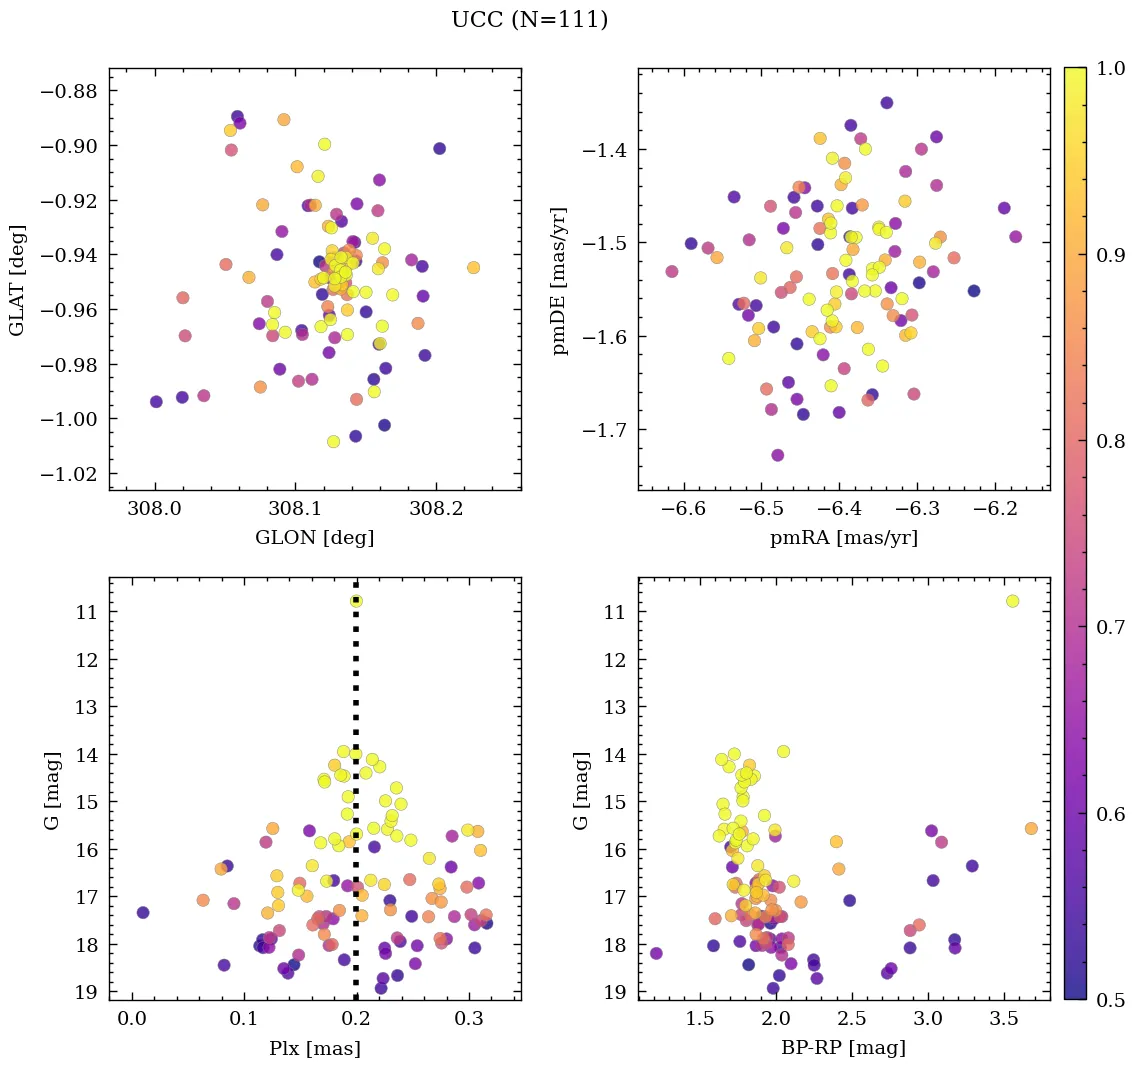 UCC (N=111)
−0.88
−0.90
−0.92
−0.94
−0.96
−0.98
−1.00
−1.02
GLAT [deg]
308.0 308.1 308.2
GLON [deg]
−1.4
−1.5
−1.6
−1.7
pmDE [mas/yr]
−6.6 −6.5 −6.4 −6.3 −6.2
pmRA [mas/yr]
1.0
0.9
0.8
0.7
0.6
0.5
11
12
13
14
15
16
17
18
19
G [mag]
0.0 0.1 0.2 0.3
Plx [mas]
11
12
13
14
15
16
17
18
19
G [mag]
1.5 2.0 2.5 3.0 3.5
BP-RP [mag]